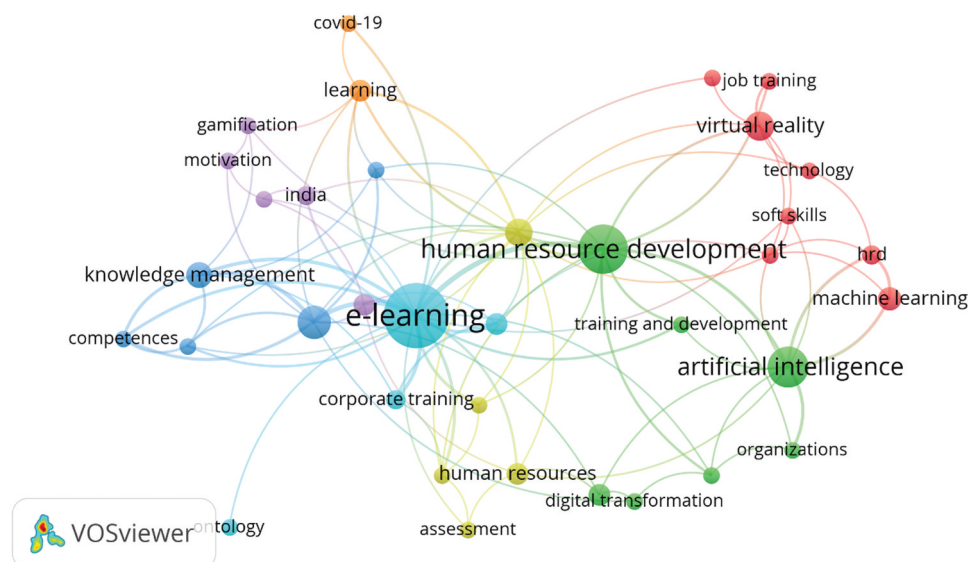 covid-19
learning
job training
gamification
virtual reality
motivation
technology
india
soft skills
human resource development
hrd
knowledge management
machine learning
e-learning
training and development
competences
artificial intelligence
corporate training
organizations
human resources
digital transformation
assessment
ontology
VOSviewer